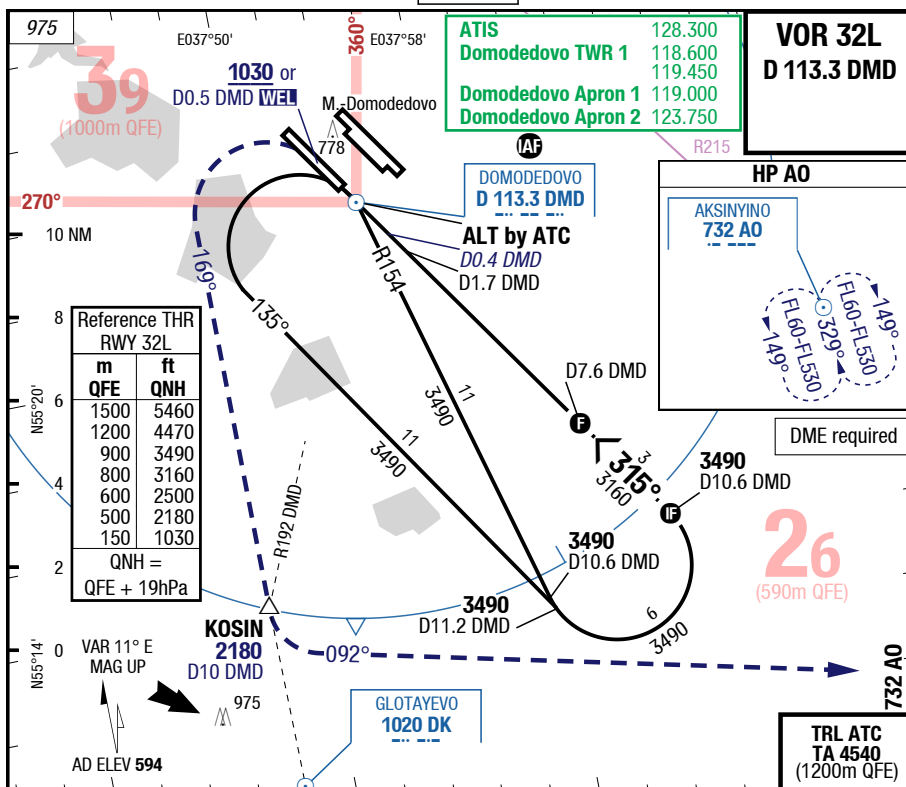 975
E037°50'
360°
E037°58'
ATIS 128.300
Domodedovo TWR 1 118.600
119.450
Domodedovo Apron 1 119.000
Domodedovo Apron 2 123.750
VOR 32L
D 113.3 DMD
39
(1000m QFE)
1030 or
D0.5 DMD WEL
M.-Domodedovo
778
IAF
R215
HP AO
DOMODEDOVO
D 113.3 DMD
AKSINYINO
732 AO
270°
10 NM
ALT by ATC
D0.4 DMD
D1.7 DMD
R154
169°
135°
149°
FL60-FL530
329°
FL60-FL530
149°
8
Reference THR
RWY 32L
m ft
QFE QNH
1500 5460
1200 4470
900 3490
800 3160
600 2500
500 2180
150 1030
QNH =
QFE + 19hPa
D7.6 DMD
N55°20'
6
11
3490
11
3490
F
DME required
3
315°
3160
3490
D10.6 DMD
IF
4
R192 DMD
26
(590m QFE)
2
3490
D10.6 DMD
3490
D11.2 DMD
6
3490
KOSIN
2180
D10 DMD
092°
N55°14'
0
VAR 11° E
MAG UP
975
732 AO
GLOTAYEVO
1020 DK
AD ELEV 594
TRL ATC
TA 4540
(1200m QFE)